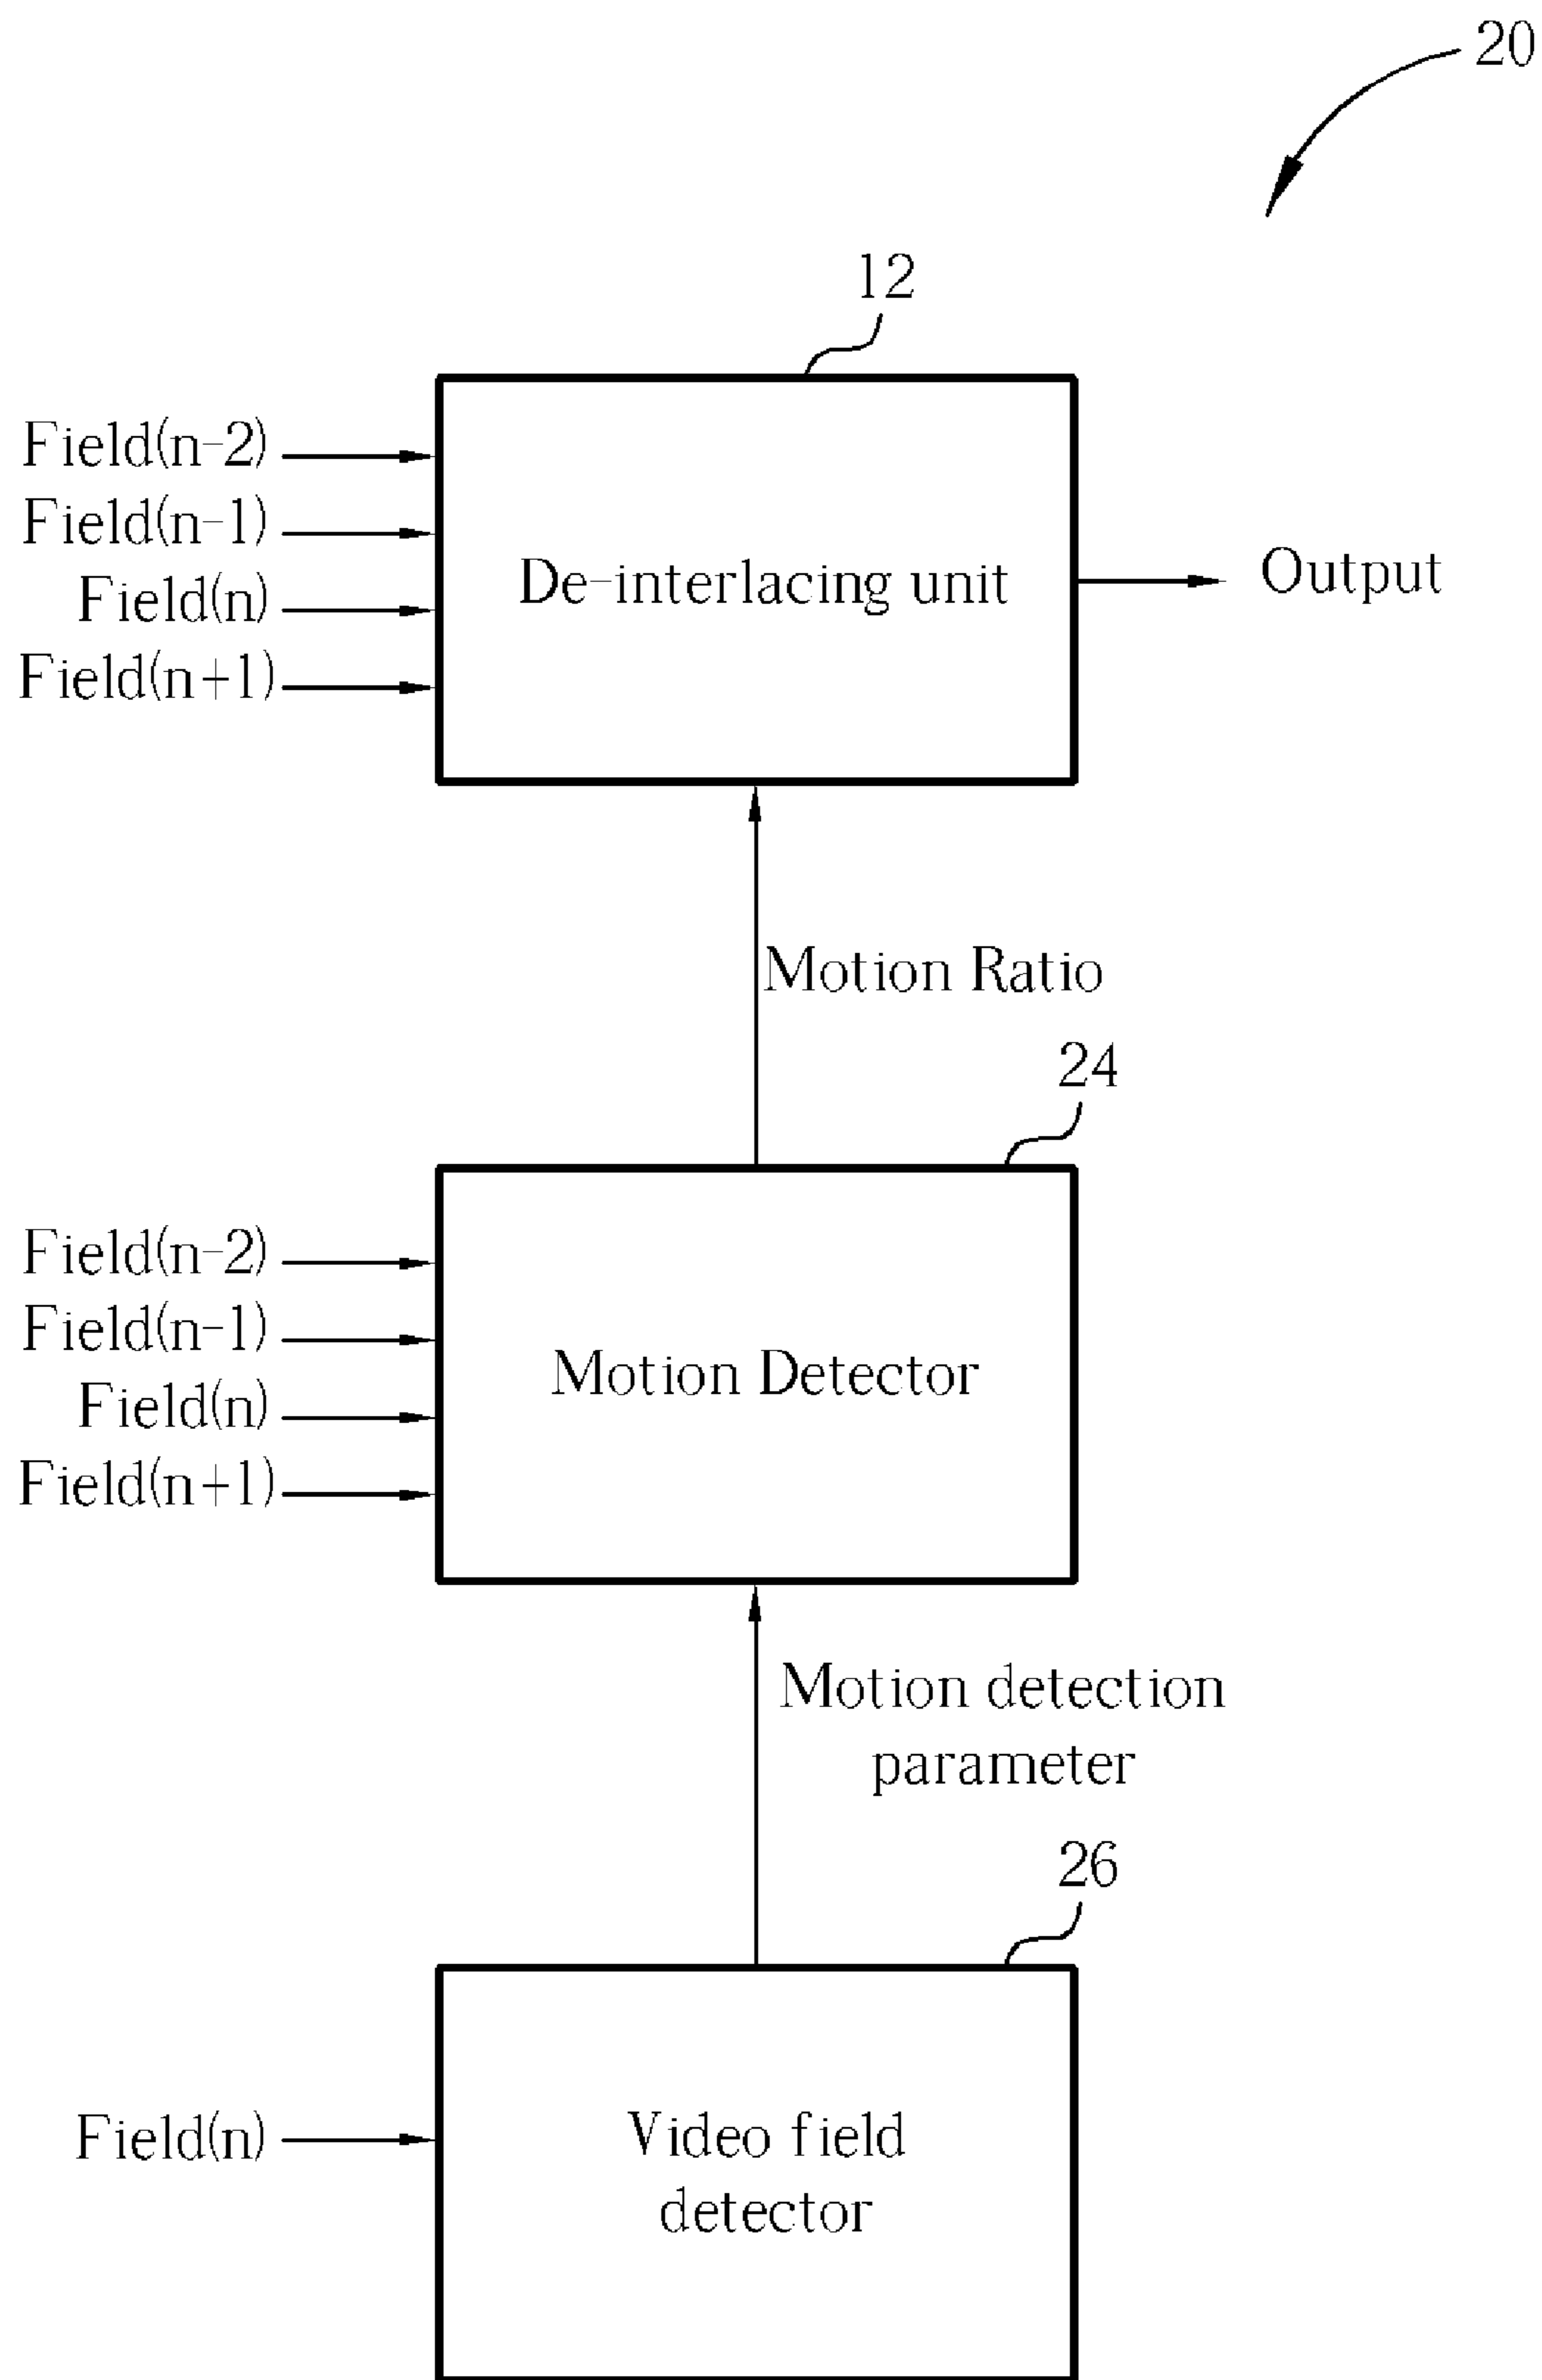 20
12
Field(n-2)
Field(n-1)
Field(n)
Field(n+1)
De-interlacing unit
Output
Motion Ratio
24
Field(n-2)
Field(n-1)
Field(n)
Field(n+1)
Motion Detector
Motion detection
parameter
26
Field(n)
Video field
detector